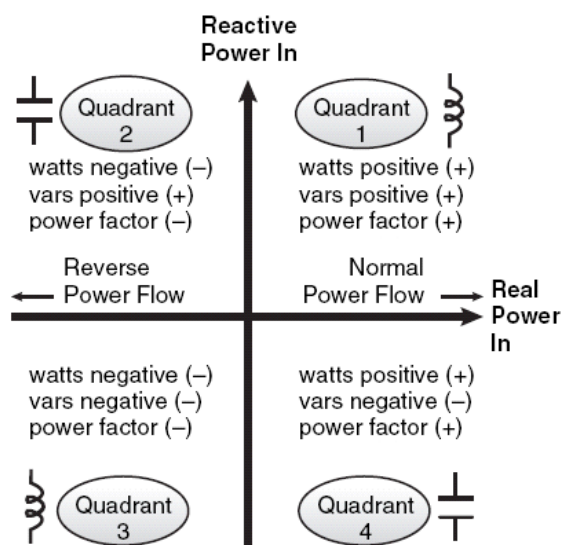 Reactive
Power In
Quadrant
2
watts negative (–)
vars positive (+)
power factor (–)
Quadrant
1
watts positive (+)
vars positive (+)
power factor (+)
Reverse
Power Flow
Normal
Power Flow
Real
Power
In
watts negative (–)
vars negative (–)
power factor (–)
Quadrant
3
watts positive (+)
vars negative (–)
power factor (+)
Quadrant
4